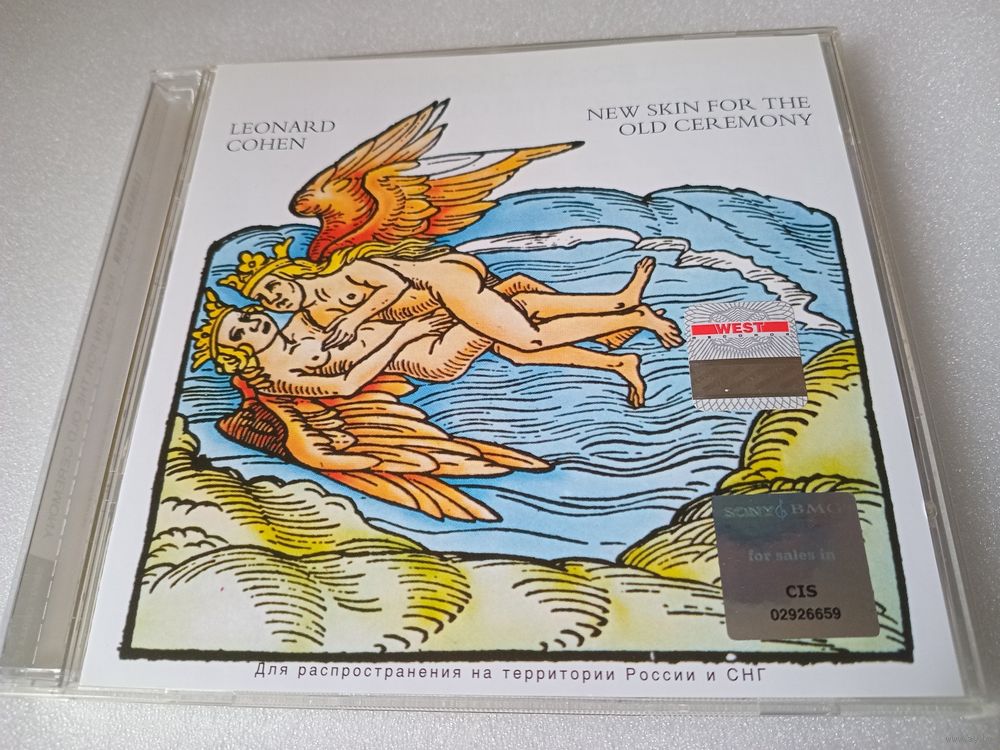 LEONARD
COHEN
NEW SKIN FOR THE
OLD CEREMONY
WEST
RECORDS
SONY BMG
for sales in
CIS
02926659
Для распространения на территории России и СНГ